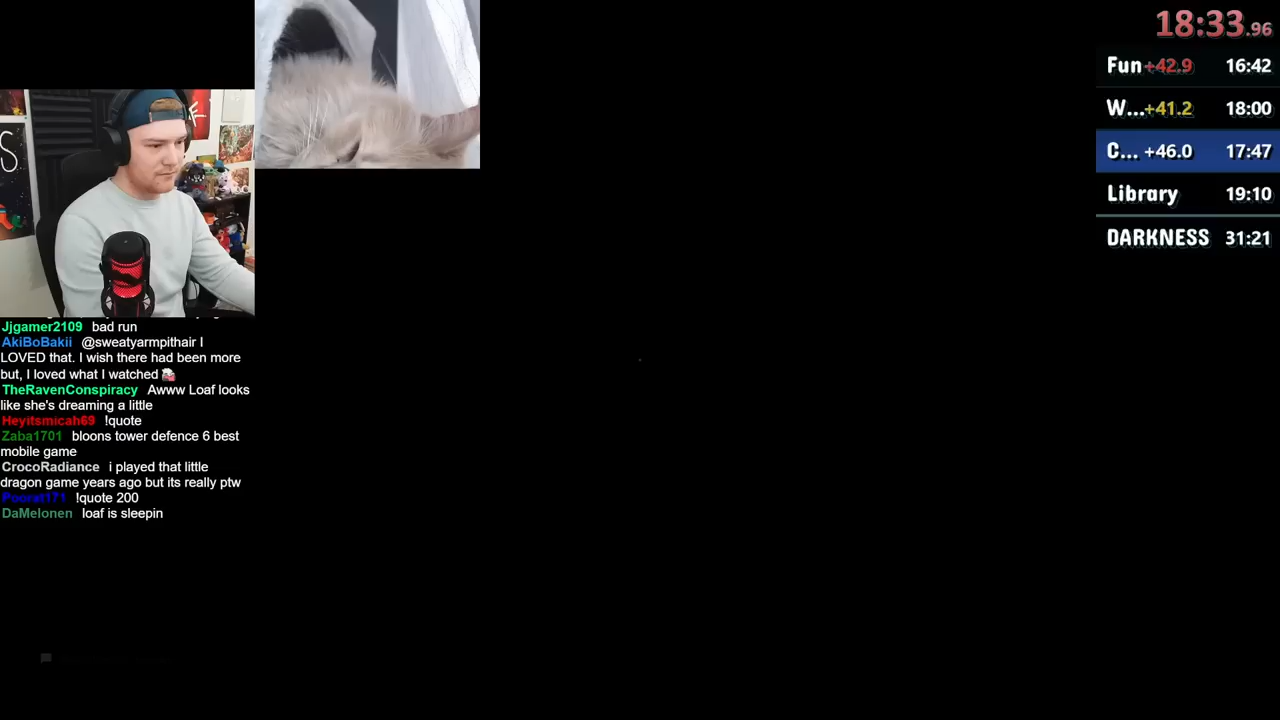 18:33.96
Fun +42.9 16:42
W... +41.2 18:00
C... +46.0 17:47
Library 19:10
DARKNESS 31:21
S
Jjgamer2109 bad run
AkiBoBakii @sweatyarmpithair I
LOVED that. I wish there had been more
but, I loved what I watched
TheRavenConspiracy Awww Loaf looks
like she's dreaming a little
Heyitsmicah69 !quote
Zaba1701 bloons tower defence 6 best
mobile game
CrocoRadiance i played that little
dragon game years ago but its really ptw
!quote 200
DaMelonen loaf is sleepin